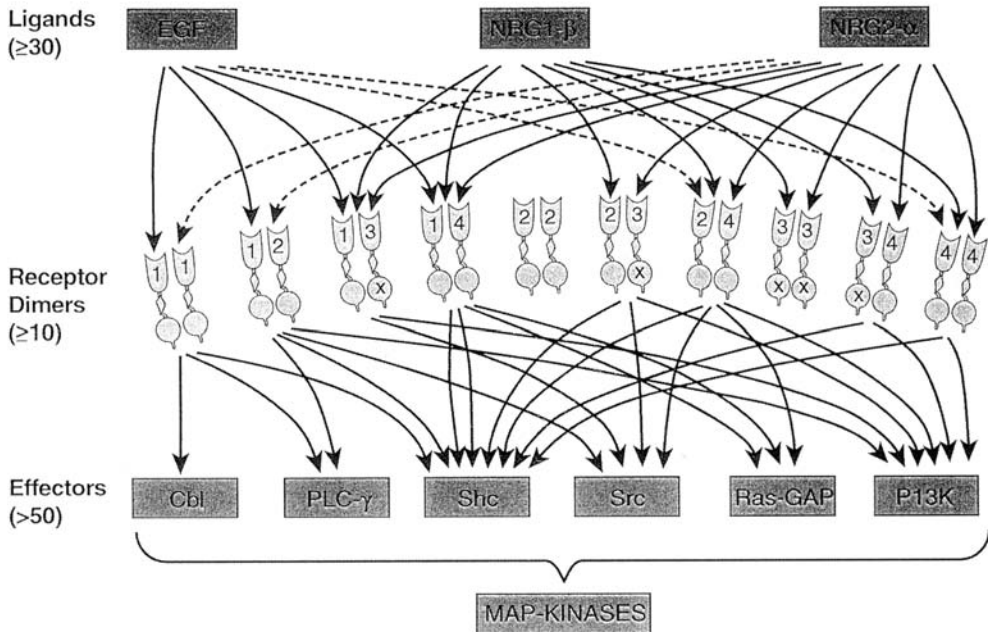 Ligands
(≥30)
EGF
NRG1-β
NRG2-α
Receptor
Dimers
(≥10)
1 1
1 2
1 3
X
1 4
2 2
2 3
X
2 4
3 3
X X
3 4
X
4 4
Effectors
(>50)
Cbl
PLC-γ
Shc
Src
Ras-GAP
P13K
MAP-KINASES